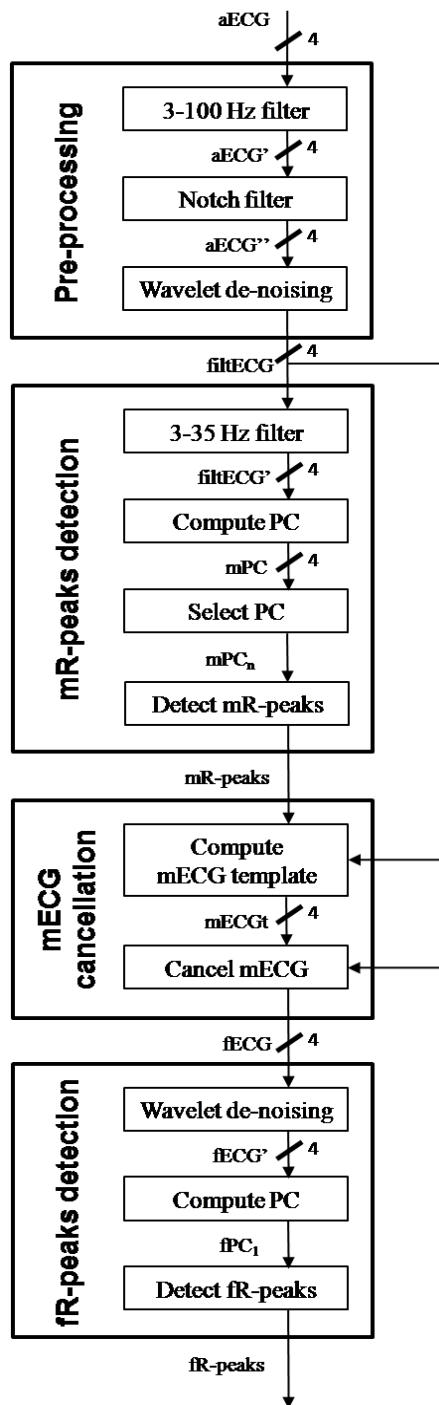 aECG
4
Pre-processing
3-100 Hz filter
aECG’
4
Notch filter
aECG’’
4
Wavelet de-noising
filtECG
4
mR-peaks detection
3-35 Hz filter
filtECG’
4
Compute PC
mPC
4
Select PC
mPCn
Detect mR-peaks
mR-peaks
mECG
cancellation
Compute
mECG template
mECGt
4
Cancel mECG
fECG
4
fR-peaks detection
Wavelet de-noising
fECG’
4
Compute PC
fPC1
Detect fR-peaks
fR-peaks